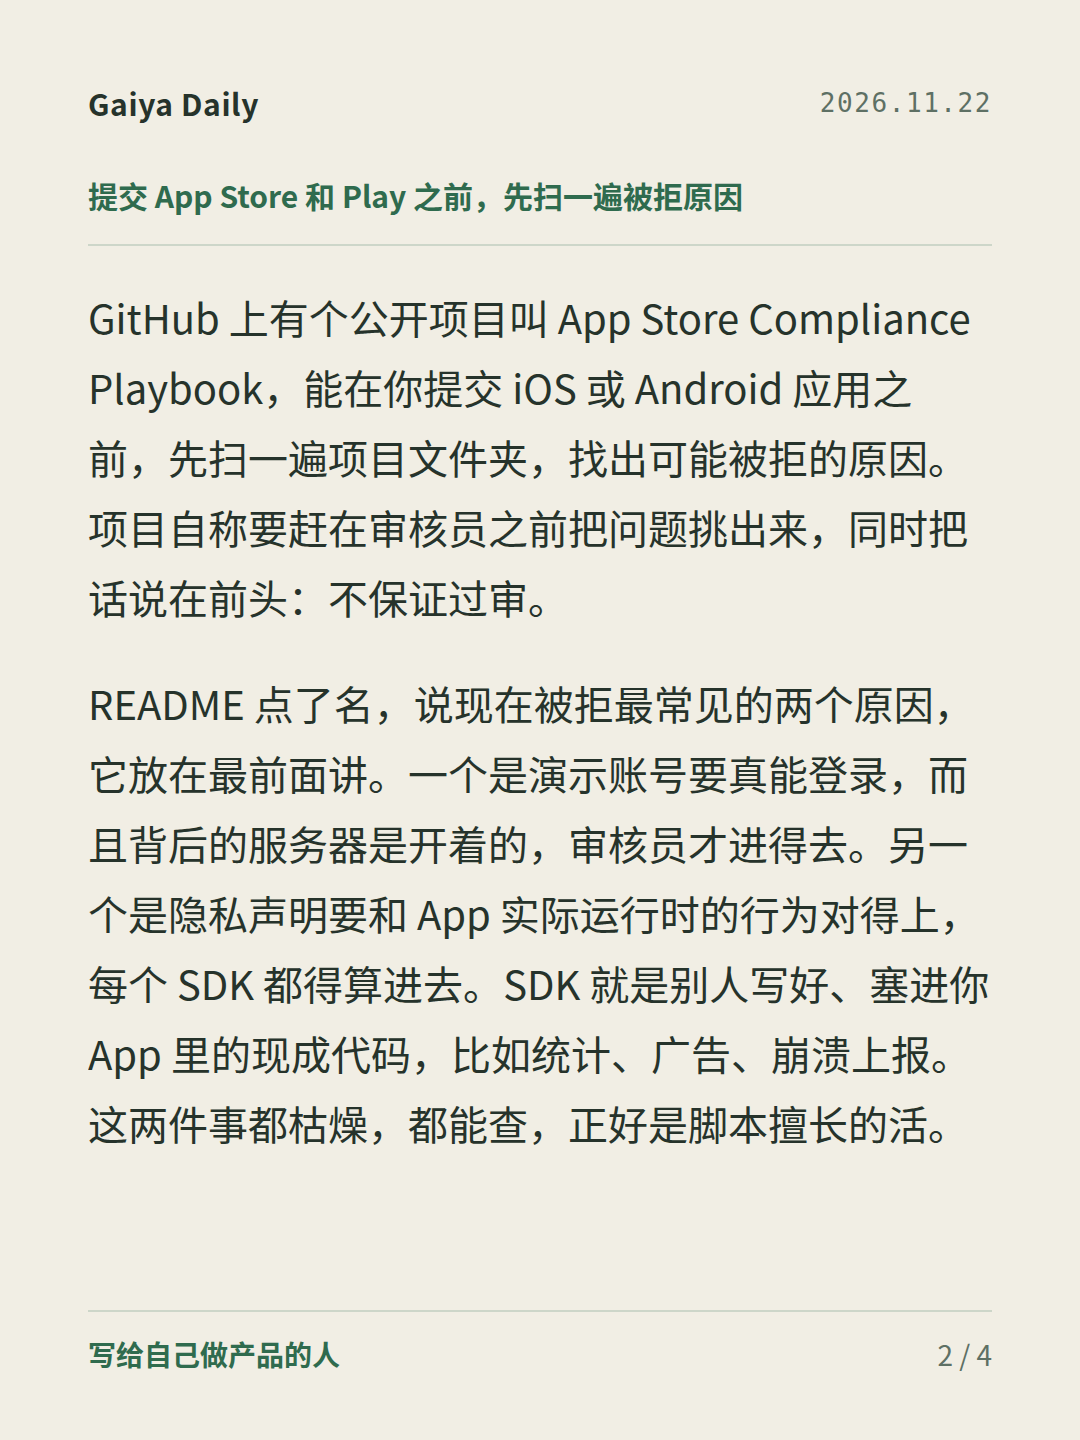 Gaiya Daily
2026.11.22
提交 App Store 和 Play 之前，先扫一遍被拒原因
GitHub 上有个公开项目叫 App Store Compliance
Playbook，能在你提交 iOS 或 Android 应用之
前，先扫一遍项目文件夹，找出可能被拒的原因。
项目自称要赶在审核员之前把问题挑出来，同时把
话说在前头：不保证过审。
README 点了名，说现在被拒最常见的两个原因，
它放在最前面讲。一个是演示账号要真能登录，而
且背后的服务器是开着的，审核员才进得去。另一
个是隐私声明要和 App 实际运行时的行为对得上，
每个 SDK 都得算进去。SDK 就是别人写好、塞进你
App 里的现成代码，比如统计、广告、崩溃上报。
这两件事都枯燥，都能查，正好是脚本擅长的活。
写给自己做产品的人
2 / 4